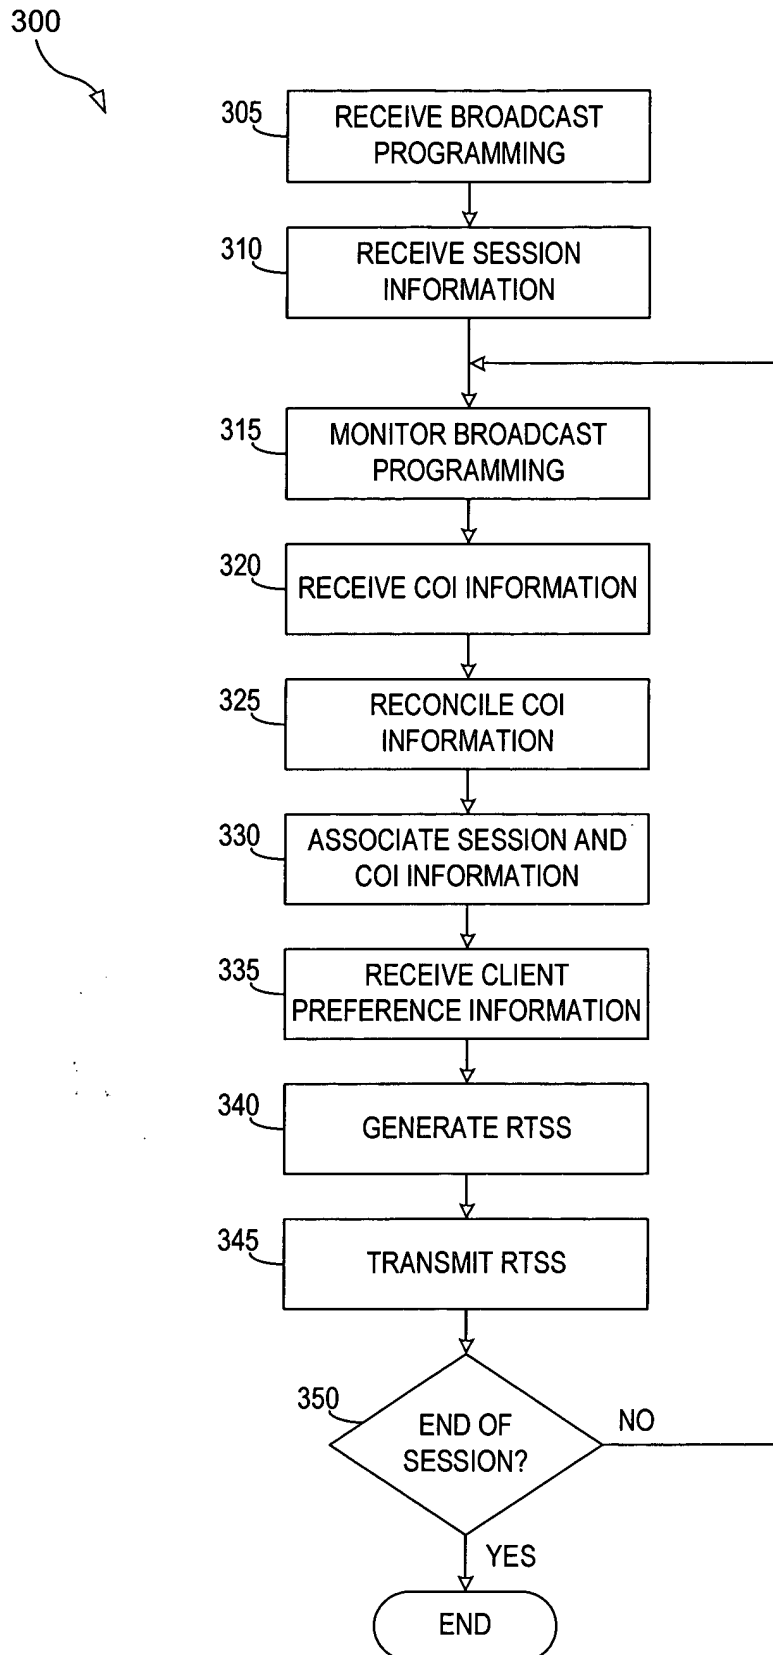 300
305
RECEIVE BROADCAST
PROGRAMMING
310
RECEIVE SESSION
INFORMATION
315
MONITOR BROADCAST
PROGRAMMING
320
RECEIVE COI INFORMATION
325
RECONCILE COI
INFORMATION
330
ASSOCIATE SESSION AND
COI INFORMATION
335
RECEIVE CLIENT
PREFERENCE INFORMATION
340
GENERATE RTSS
345
TRANSMIT RTSS
350
END OF
SESSION?
NO
YES
END